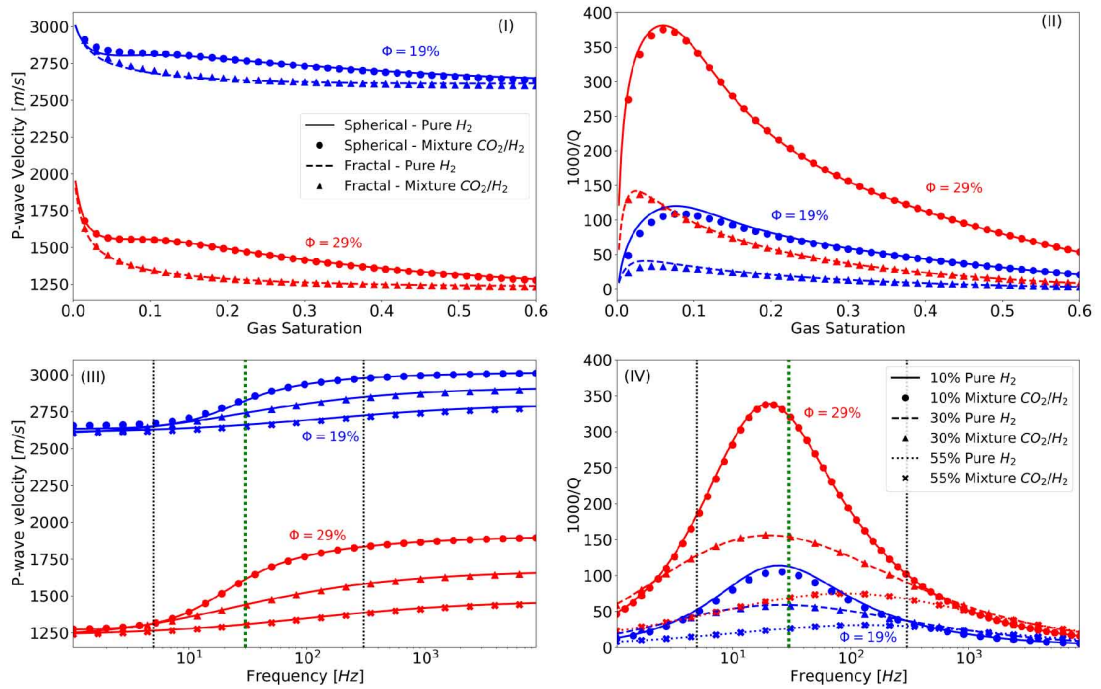 (I)
3000
2750
2500
2250
2000
1750
1500
1250
P-wave Velocity [m/s]
Φ = 19%
Spherical - Pure H₂
Spherical - Mixture CO₂/H₂
Fractal - Pure H₂
Fractal - Mixture CO₂/H₂
Φ = 29%
0.0 0.1 0.2 0.3 0.4 0.5 0.6
Gas Saturation
(II)
400
350
300
250
200
150
100
50
0
1000/Q
Φ = 29%
Φ = 19%
0.0 0.1 0.2 0.3 0.4 0.5 0.6
Gas Saturation
(III)
3000
2750
2500
2250
2000
1750
1500
1250
P-wave velocity [m/s]
Φ = 19%
Φ = 29%
10¹ 10² 10³
Frequency [Hz]
(IV)
400
350
300
250
200
150
100
50
0
1000/Q
10% Pure H₂
10% Mixture CO₂/H₂
30% Pure H₂
30% Mixture CO₂/H₂
55% Pure H₂
55% Mixture CO₂/H₂
Φ = 29%
Φ = 19%
10¹ 10² 10³
Frequency [Hz]